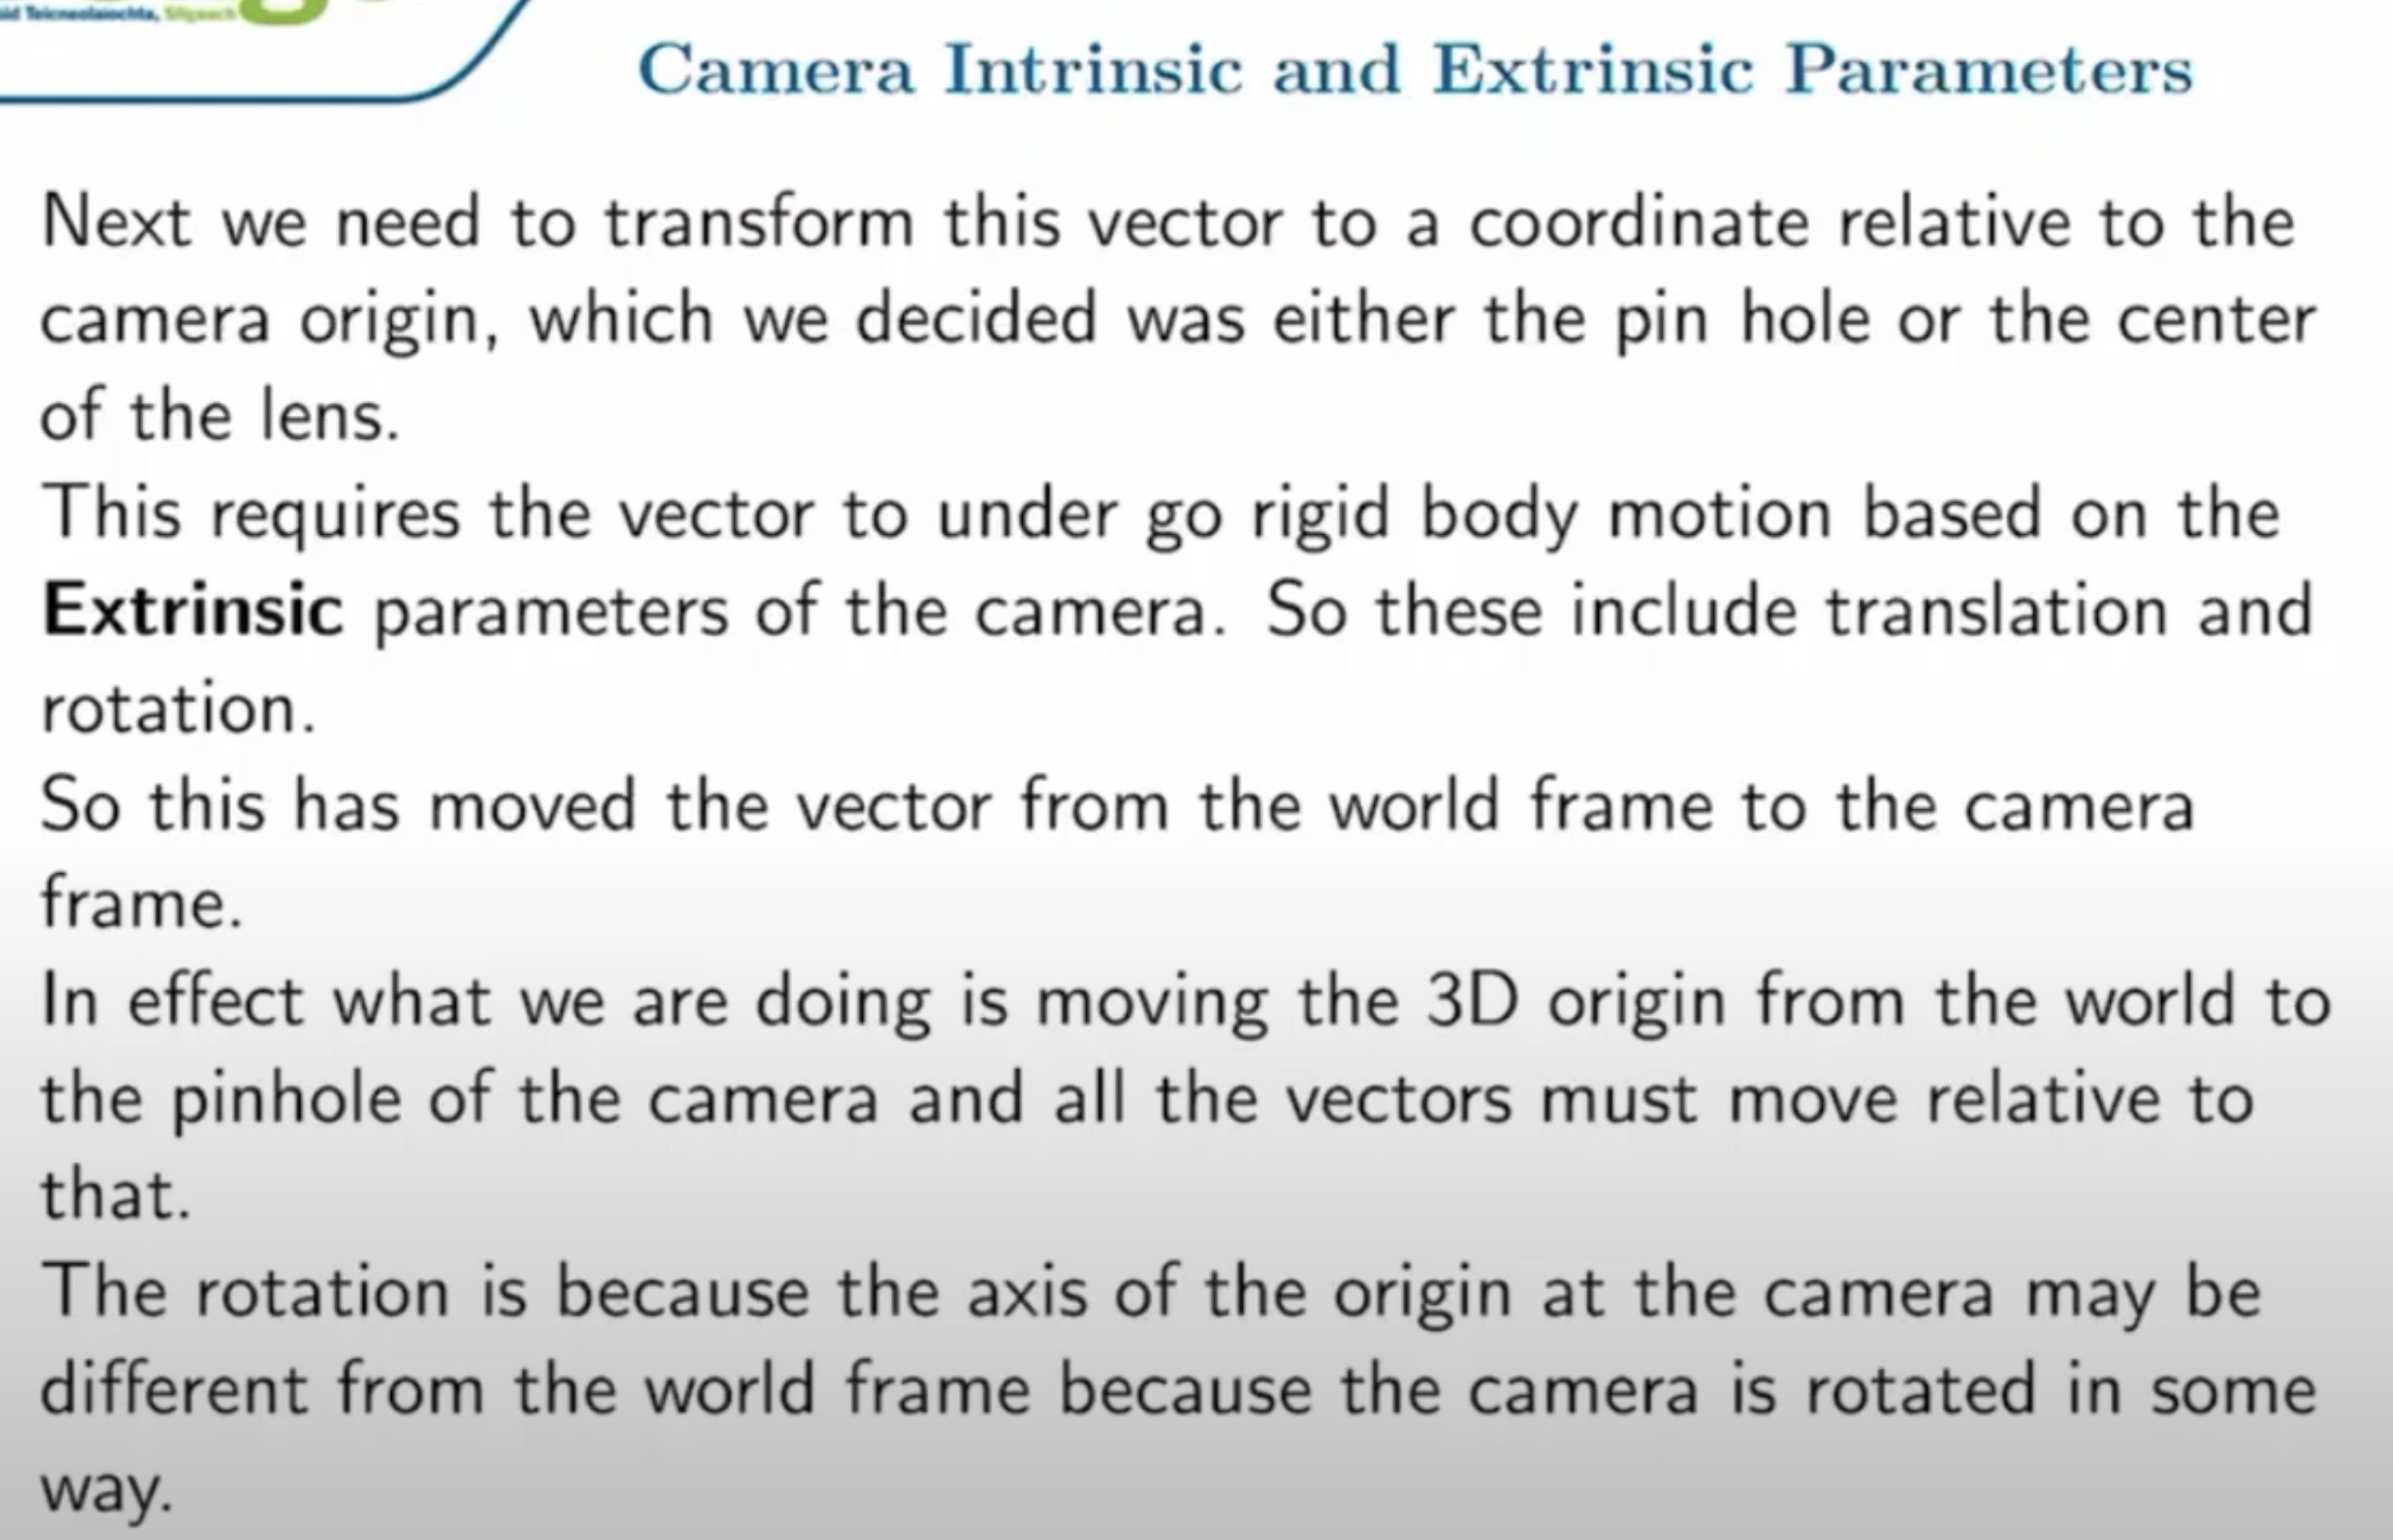 Teicneolaíochta, Sligeach
Camera Intrinsic and Extrinsic Parameters
Next we need to transform this vector to a coordinate relative to the
camera origin, which we decided was either the pin hole or the center
of the lens.
This requires the vector to under go rigid body motion based on the
Extrinsic parameters of the camera. So these include translation and
rotation.
So this has moved the vector from the world frame to the camera
frame.
In effect what we are doing is moving the 3D origin from the world to
the pinhole of the camera and all the vectors must move relative to
that.
The rotation is because the axis of the origin at the camera may be
different from the world frame because the camera is rotated in some
way.